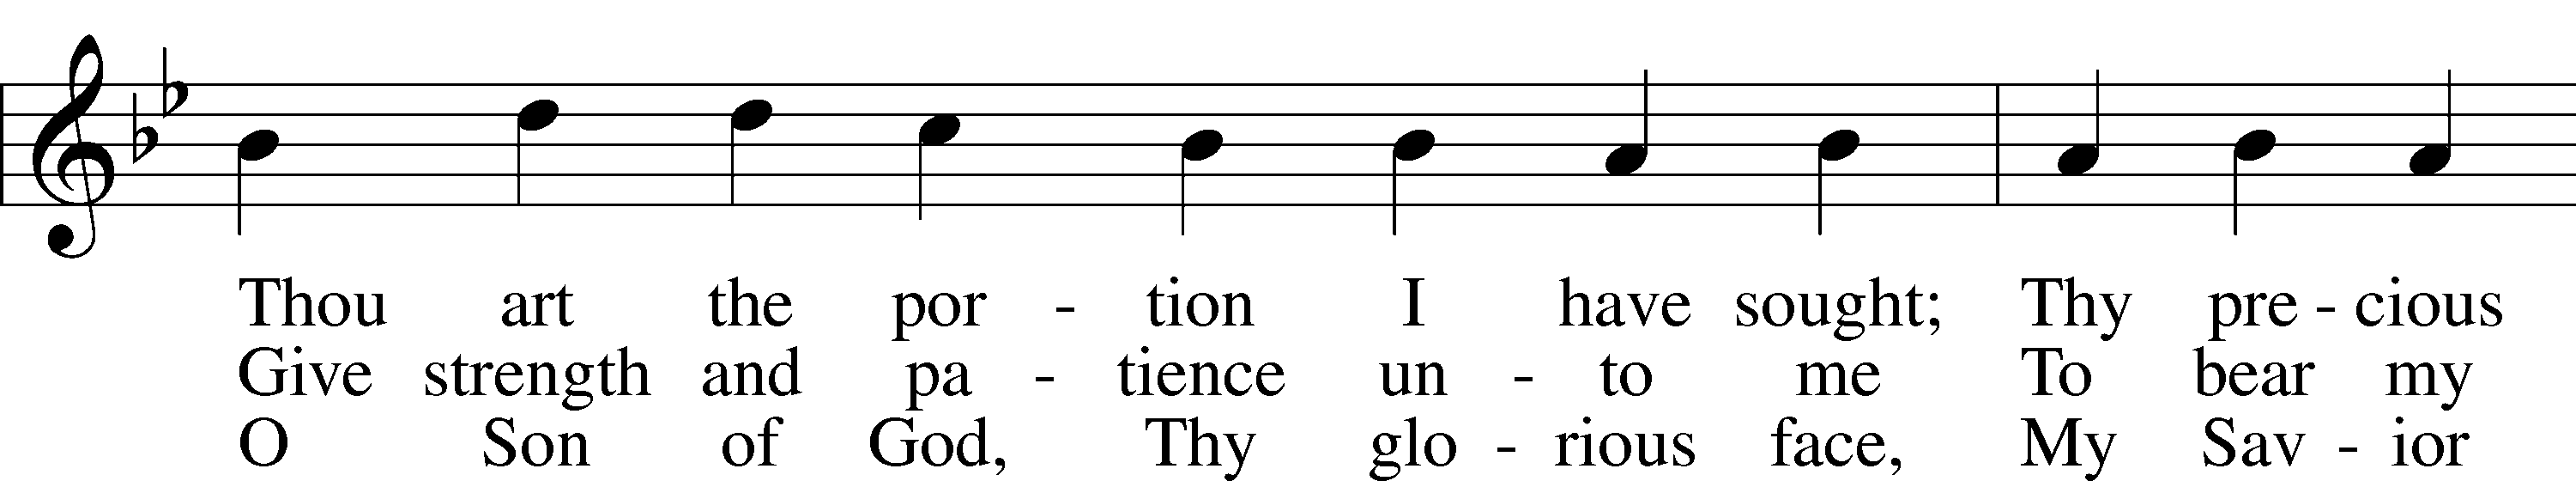 Thou art the por - tion I have sought; Thy pre - cious
Give strength and pa - tience un - to me To bear my
O Son of God, Thy glo - rious face, My Sav - ior